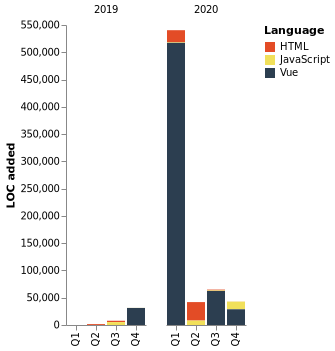 2019 2020
Language
HTML
JavaScript
Vue
LOC added
550,000
500,000
450,000
400,000
350,000
300,000
250,000
200,000
150,000
100,000
50,000
0
Q1 Q2 Q3 Q4 Q1 Q2 Q3 Q4